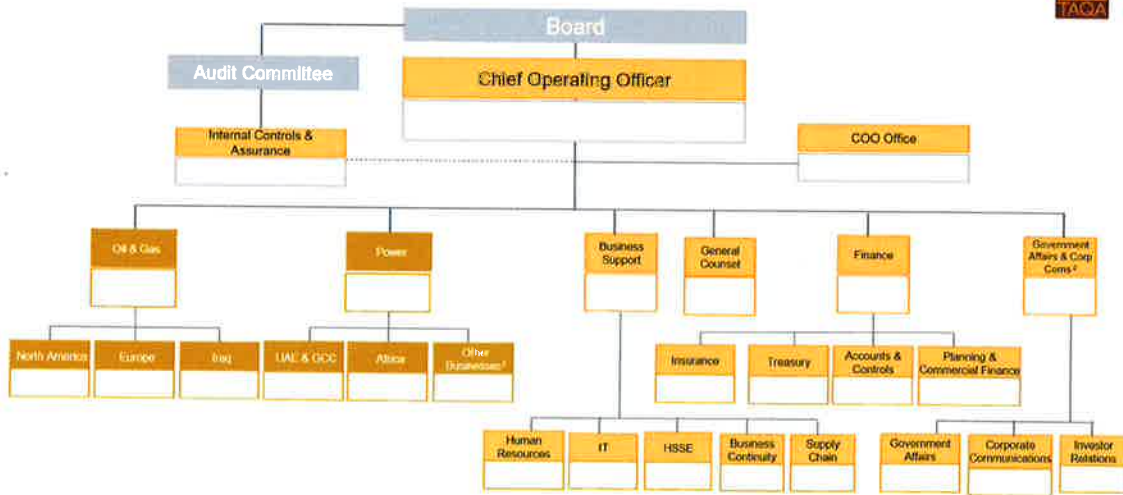 TAQA
Board
Audit Committee
Chief Operating Officer
Internal Controls &
Assurance
COO Office
Oil & Gas
Power
Business
Support
General
Counsel
Finance
Government
Affairs & Corp
Coms ²
North America
Europe
Iraq
UAE & GCC
Africa
Other
Businesses
Insurance
Treasury
Accounts &
Controls
Planning &
Commercial Finance
Human
Resources
IT
HSSE
Business
Continuity
Supply
Chain
Government
Affairs
Corporate
Communications
Investor
Relations